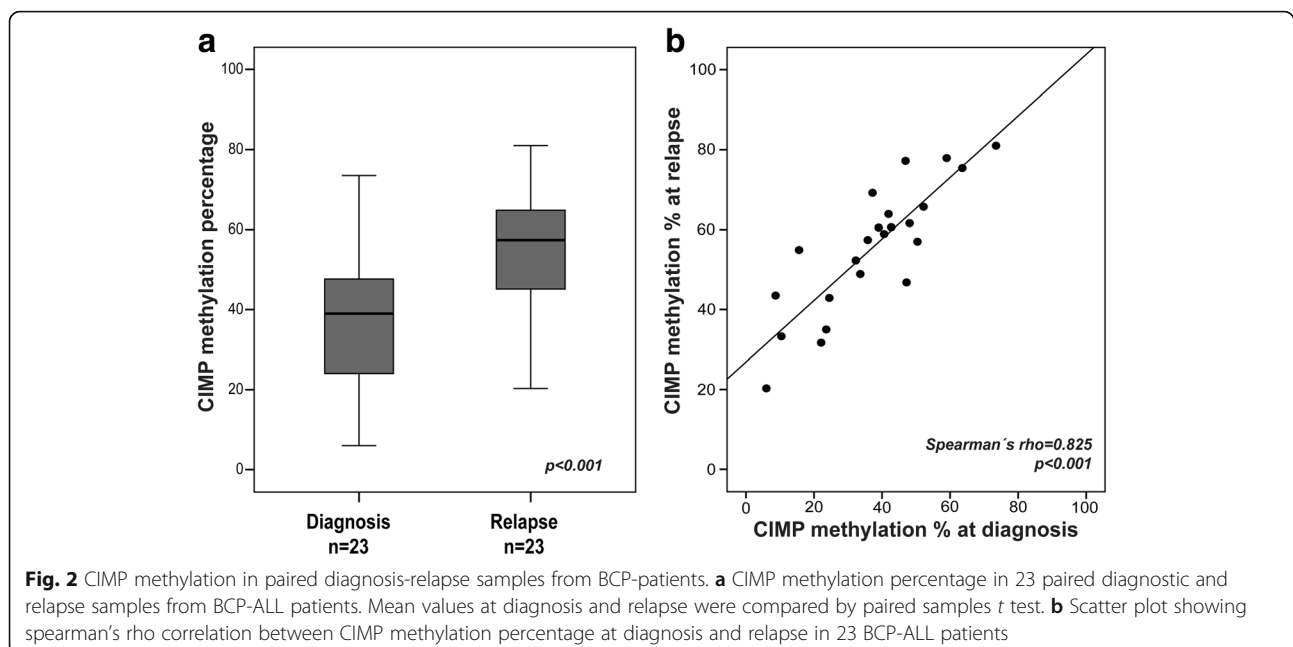 a
CIMP methylation percentage
100
80
60
40
20
0
p<0.001
Diagnosis
n=23
Relapse
n=23
b
CIMP methylation % at relapse
100
80
60
40
20
0
Spearman´s rho=0.825
p<0.001
0 20 40 60 80 100
CIMP methylation % at diagnosis
Fig. 2 CIMP methylation in paired diagnosis-relapse samples from BCP-patients. a CIMP methylation percentage in 23 paired diagnostic and
relapse samples from BCP-ALL patients. Mean values at diagnosis and relapse were compared by paired samples t test. b Scatter plot showing
spearman's rho correlation between CIMP methylation percentage at diagnosis and relapse in 23 BCP-ALL patients